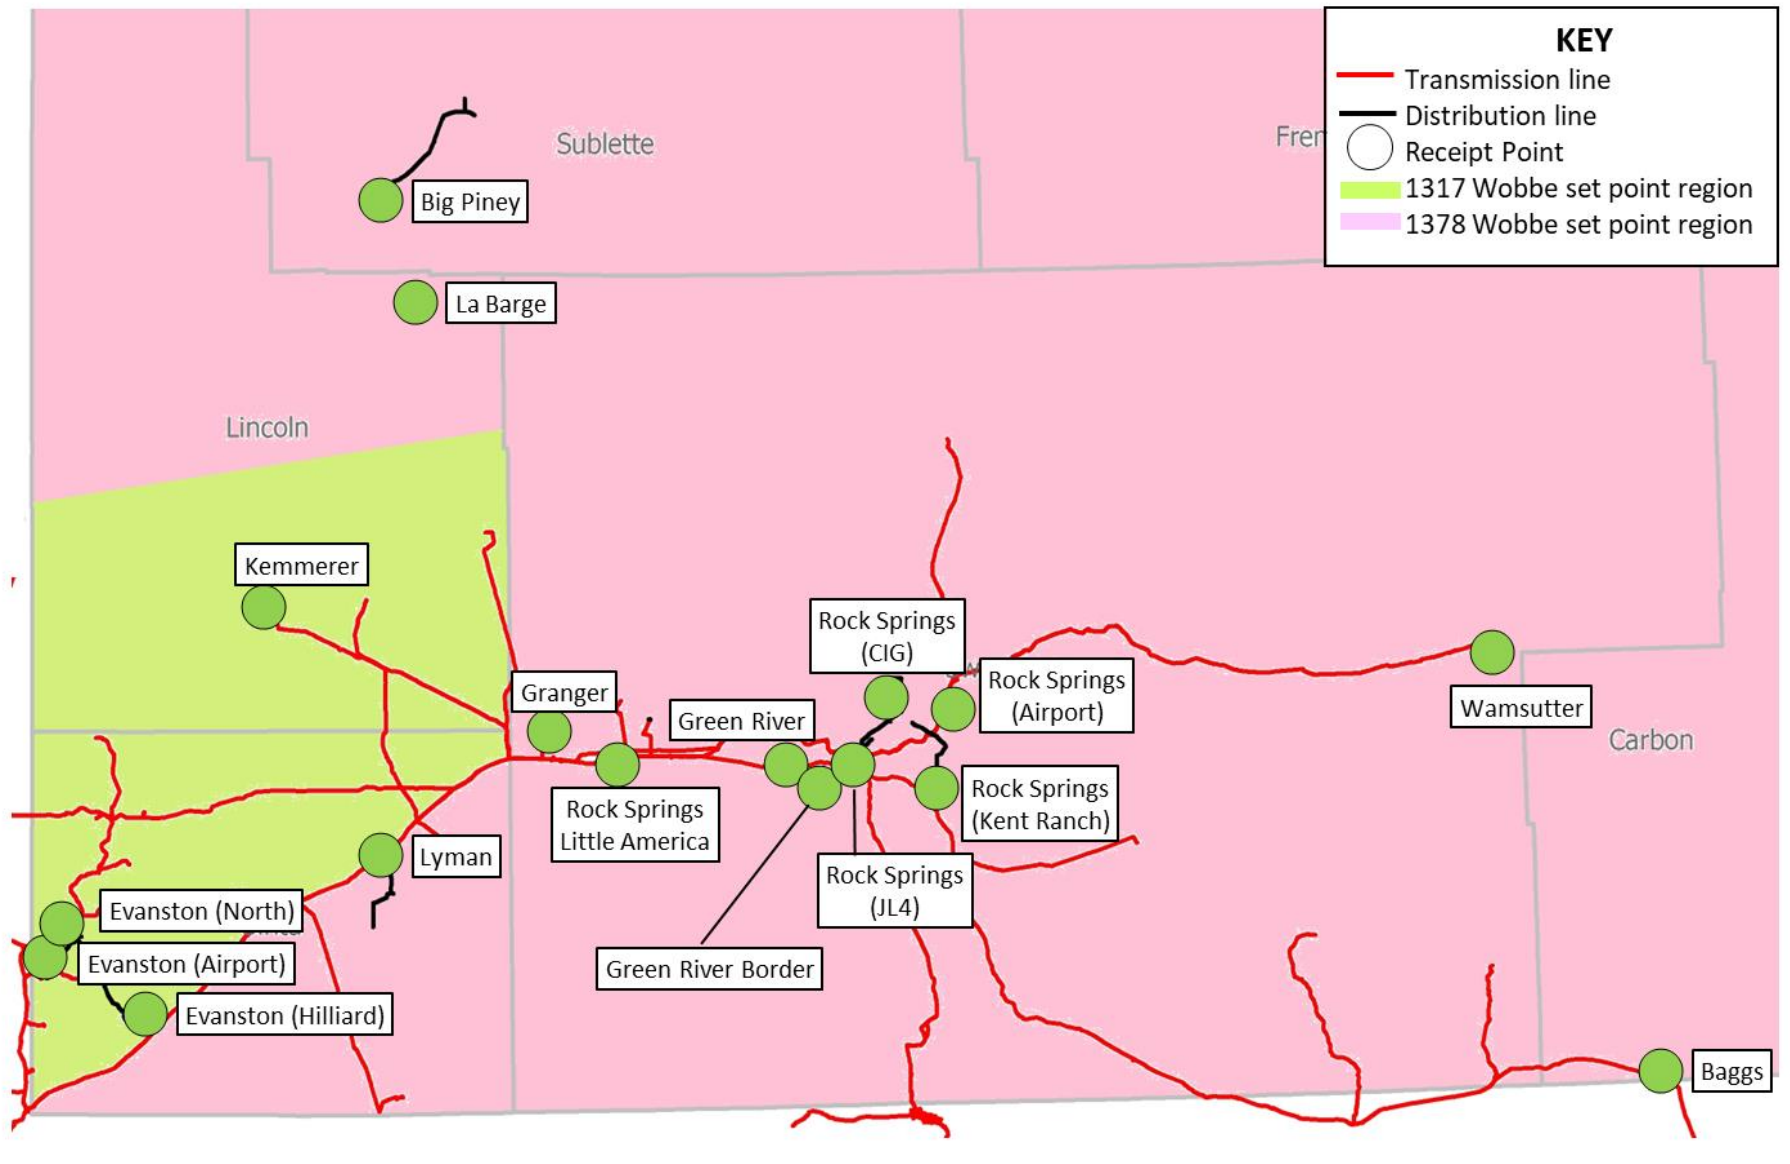 KEY
Transmission line
Distribution line
Receipt Point
1317 Wobbe set point region
1378 Wobbe set point region
Sublette
Big Piney
La Barge
Lincoln
Kemmerer
Rock Springs
(CIG)
Granger
Green River
Rock Springs
(Airport)
Wamsutter
Carbon
Rock Springs
Little America
Rock Springs
(Kent Ranch)
Lyman
Rock Springs
(JL4)
Evanston (North)
Evanston (Airport)
Green River Border
Evanston (Hilliard)
Baggs